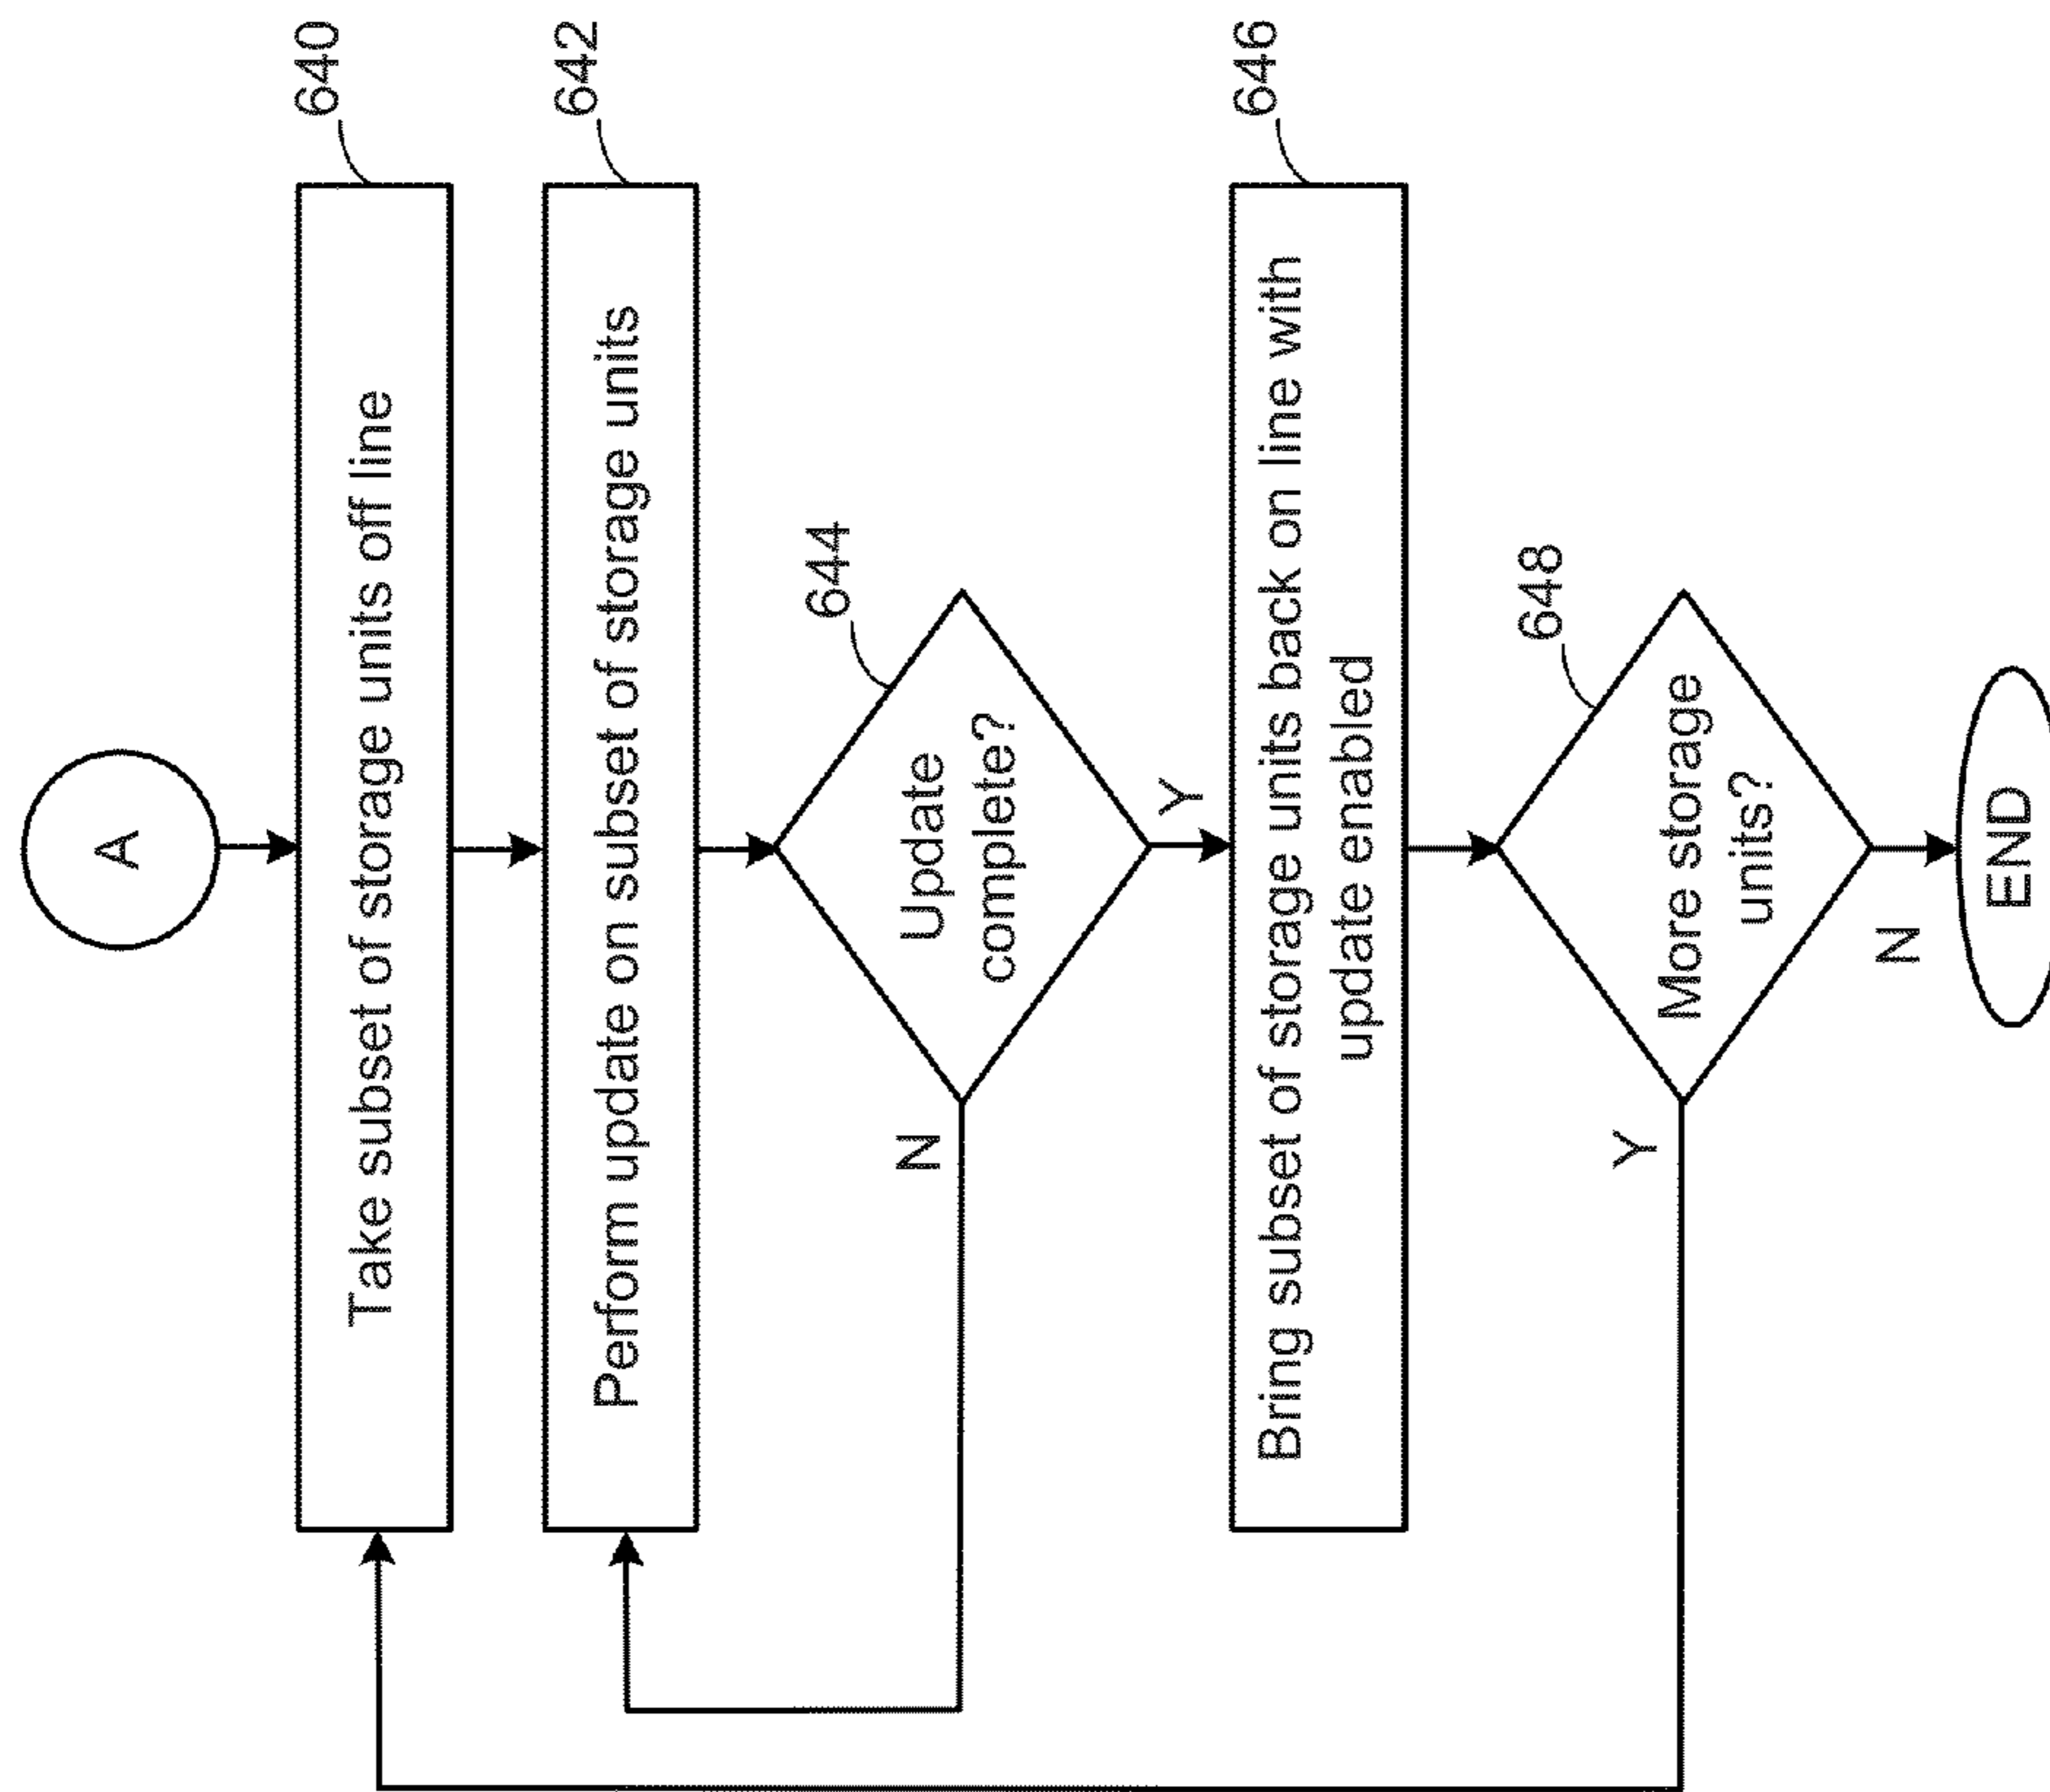 A
640
Take subset of storage units off line
642
Perform update on subset of storage units
644
Update
complete?
N
Y
646
Bring subset of storage units back on line with
update enabled
648
More storage
units?
Y
N
END